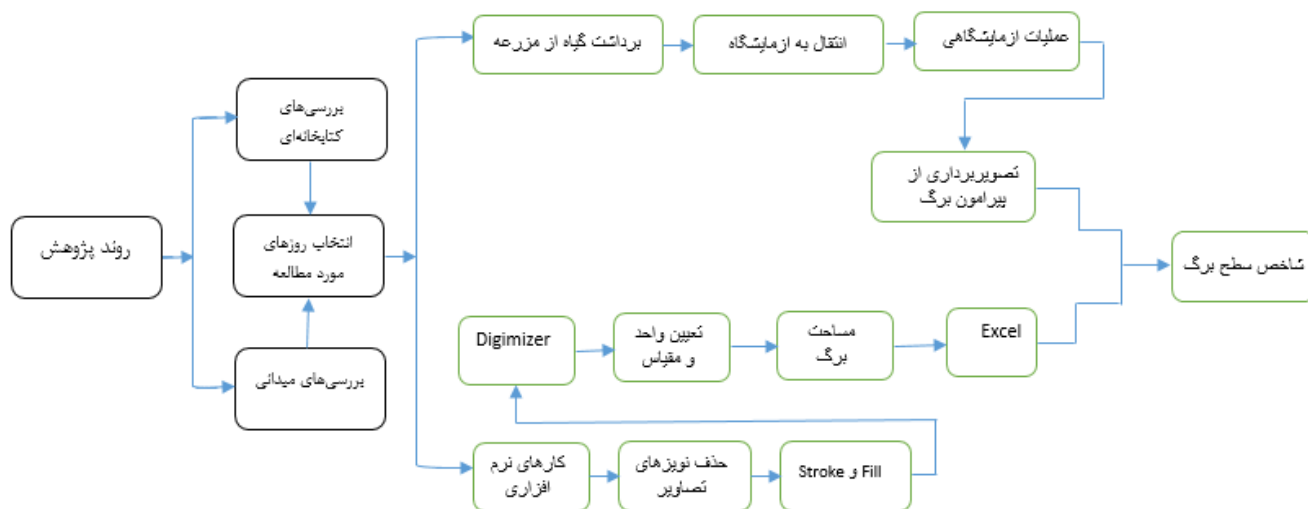 روند پژوهش
بررسی‌های
کتابخانه‌ای
انتخاب روزهای
مورد مطالعه
بررسی‌های میدانی
برداشت گیاه از مزرعه
انتقال به ازمایشگاه
عملیات ازمایشگاهی
تصویربرداری از
پیرامون برگ
کارهای نرم
افزاری
حذف نویزهای
تصاویر
Fill و Stroke
Digimizer
تعیین واحد
و مقیاس
مساحت
برگ
Excel
شاخص سطح برگ